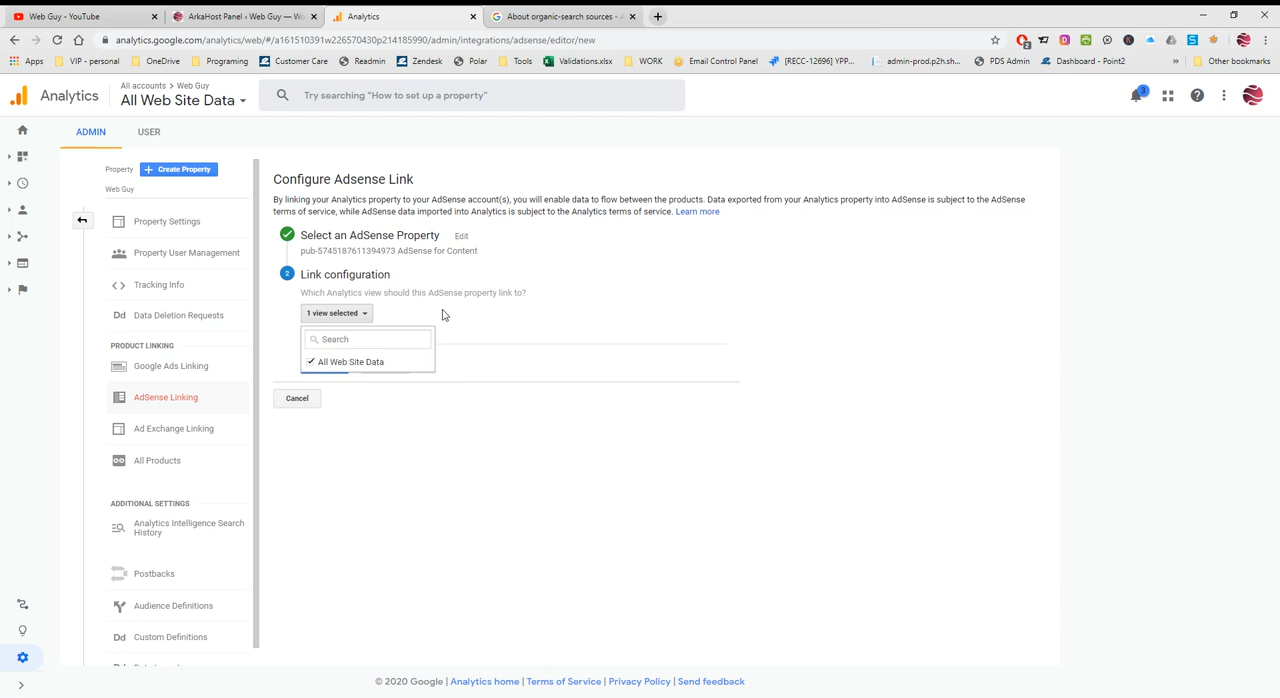 Web Guy - YouTube
ArkaHost Panel ‹ Web Guy — Wo
Analytics
About organic-search sources - A
analytics.google.com/analytics/web/#/a161510391w226570430p214185990/admin/integrations/adsense/editor/new
Apps VIP - personal OneDrive Programing Customer Care Readmin Zendesk Polar Tools Validations.xlsx WORK Email Control Panel [RECC-12696] YPP... admin-prod.p2h.sh... PDS Admin Dashboard - Point2 » Other bookmarks
Analytics
All accounts > Web Guy
All Web Site Data
Try searching "How to set up a property"
3
ADMIN USER
Property + Create Property
Web Guy
Property Settings
Property User Management
Tracking Info
Dd Data Deletion Requests
PRODUCT LINKING
Google Ads Linking
AdSense Linking
Ad Exchange Linking
All Products
ADDITIONAL SETTINGS
Analytics Intelligence Search
History
Postbacks
Audience Definitions
Dd Custom Definitions
Configure Adsense Link
By linking your Analytics property to your AdSense account(s), you will enable data to flow between the products. Data exported from your Analytics property into AdSense is subject to the AdSense
terms of service, while AdSense data imported into Analytics is subject to the Analytics terms of service. Learn more
Select an AdSense Property Edit
pub-5745187611394973 AdSense for Content
2 Link configuration
Which Analytics view should this AdSense property link to?
1 view selected
Search
All Web Site Data
Cancel
© 2020 Google | Analytics home | Terms of Service | Privacy Policy | Send feedback